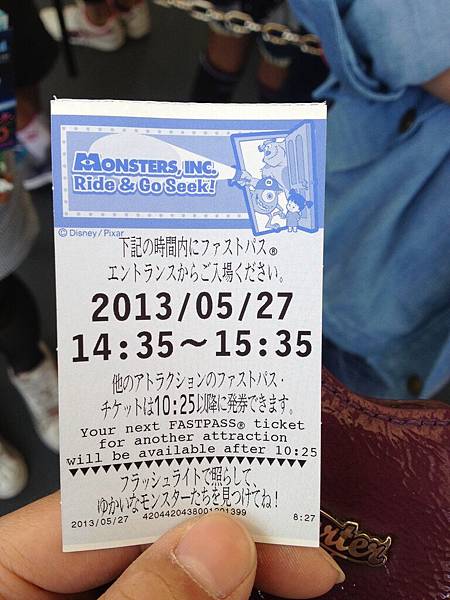 MONSTERS, INC.
Ride & Go Seek!
© Disney/Pixar
下記の時間内にファストパス®
エントランスからご入場ください。
2013/05/27
14:35〜15:35
他のアトラクションのファストパス・
チケットは10:25以降に発券できます。
Your next FASTPASS® ticket
for another attraction
will be available after 10:25
フラッシュライトで照らして、
ゆかいなモンスターたちを見つけてね!
2013/05/27 4204420438001201399 8:27